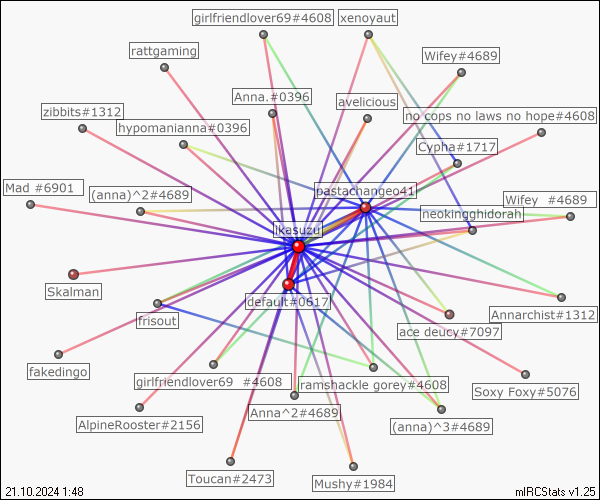 girlfriendlover69#4608
xenoyaut
rattgaming
Wifey#4689
Anna.#0396
avelicious
zibbits#1312
no cops no laws no hope#4608
hypomanianna#0396
Cypha#1717
Mad #6901
(anna)^2#4689
pastachangeo41
Wifey  #4689
neokingghidorah
ikasuzu
Skalman
default#0617
Annarchist#1312
frisout
ace deucy#7097
fakedingo
girlfriendlover69  #4608
ramshackle gorey#4608
Soxy Foxy#5076
AlpineRooster#2156
Anna^2#4689
(anna)^3#4689
Toucan#2473
Mushy#1984
21.10.2024 1:48
mIRCStats v1.25